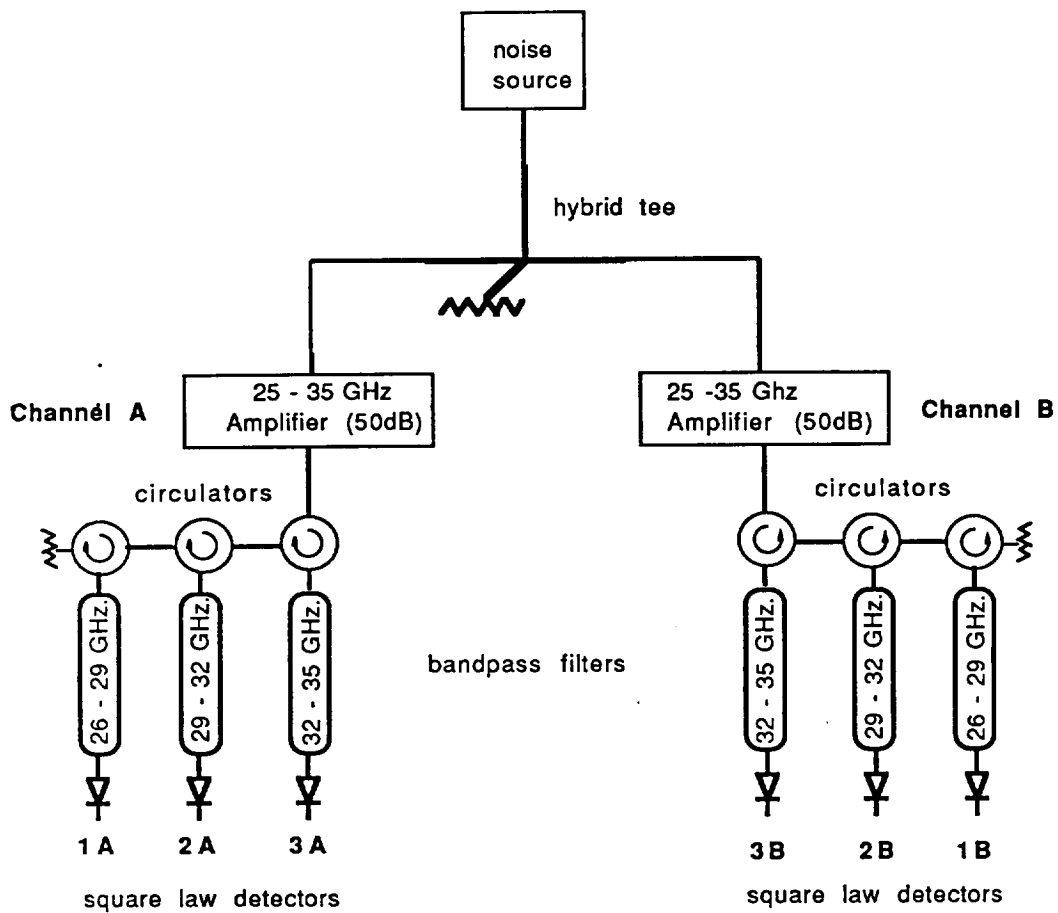 noise
source
hybrid tee
25 - 35 GHz
Amplifier (50dB)
25 -35 Ghz
Amplifier (50dB)
Channel A
Channel B
circulators
circulators
26 - 29 GHz.
29 - 32 GHz.
32 - 35 GHz.
bandpass filters
32 - 35 GHz.
29 - 32 GHz.
26 - 29 GHz.
1 A
2 A
3 A
3 B
2 B
1 B
square law detectors
square law detectors